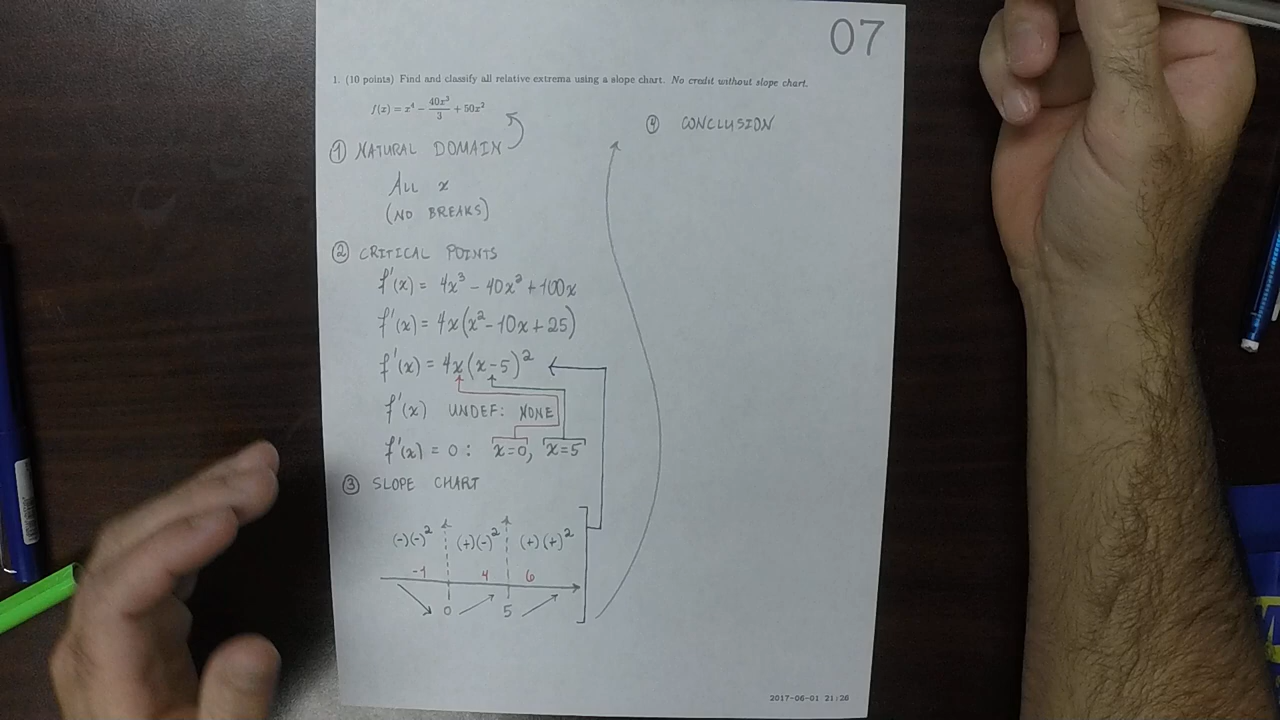 07
1. (10 points) Find and classify all relative extrema using a slope chart. No credit without slope chart.
f(x) = x⁴ − 40x³/3 + 50x²
① NATURAL DOMAIN
ALL x
(NO BREAKS)
② CRITICAL POINTS
f'(x) = 4x³ − 40x² + 100x
f'(x) = 4x(x² − 10x + 25)
f'(x) = 4x(x−5)²
f'(x) UNDEF: NONE
f'(x) = 0 : x=0, x=5
③ SLOPE CHART
(-)(-)² (+)(-)² (+)(+)²
-1 4 6
0 5
④ CONCLUSION
2017-06-01 21:26